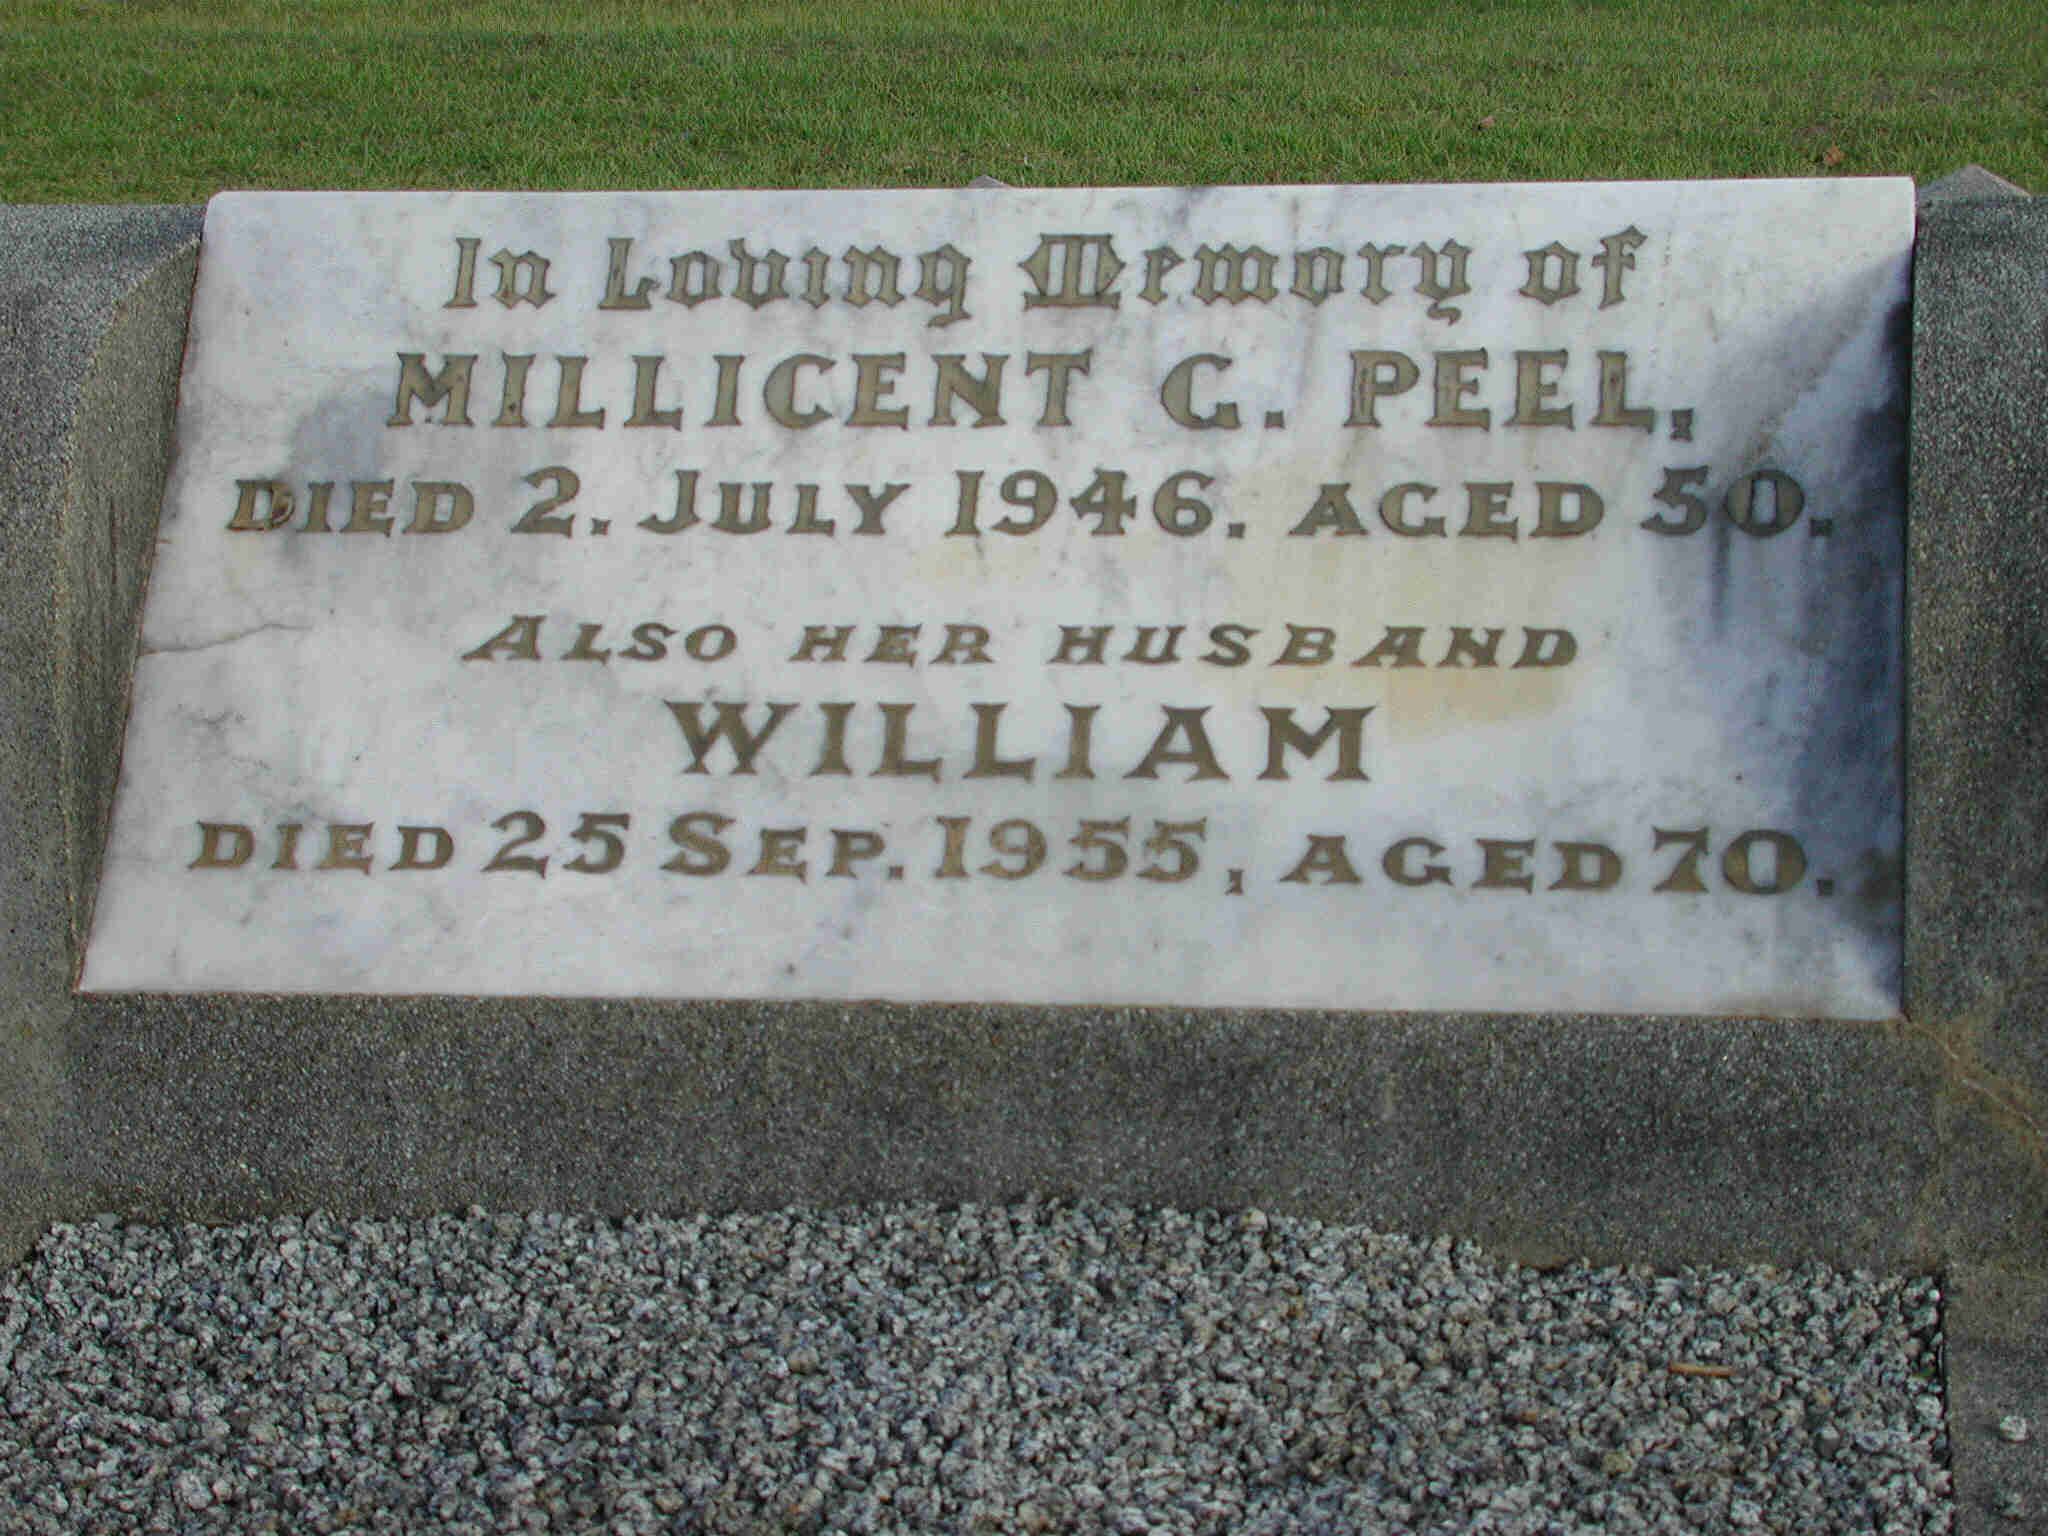 In Loving Memory of
MILLICENT G. PEEL,
DIED 2. JULY 1946. AGED 50.
ALSO HER HUSBAND
WILLIAM
DIED 25 SEP. 1955, AGED 70.